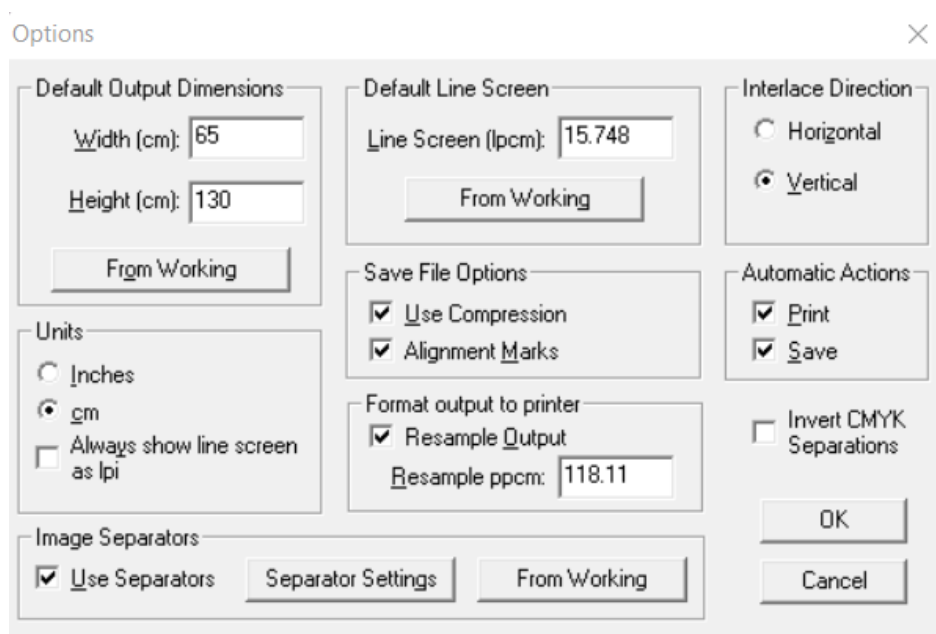 Options
Default Output Dimensions
Width (cm): 65
Height (cm): 130
From Working
Default Line Screen
Line Screen (lpcm): 15.748
From Working
Interlace Direction
Horizontal
Vertical
Units
Inches
cm
Always show line screen
as lpi
Save File Options
Use Compression
Alignment Marks
Automatic Actions
Print
Save
Format output to printer
Resample Output
Resample ppcm: 118.11
Invert CMYK
Separations
Image Separators
Use Separators
Separator Settings
From Working
OK
Cancel